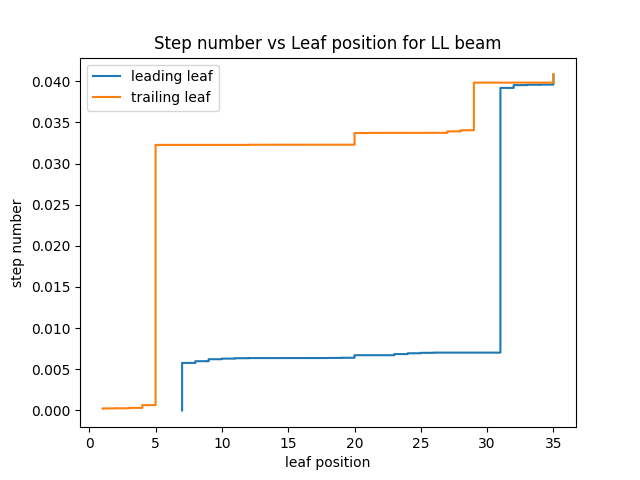 Step number vs Leaf position for LL beam
leading leaf
trailing leaf
0.040
0.035
0.030
0.025
0.020
0.015
0.010
0.005
0.000
step number
0 5 10 15 20 25 30 35
leaf position